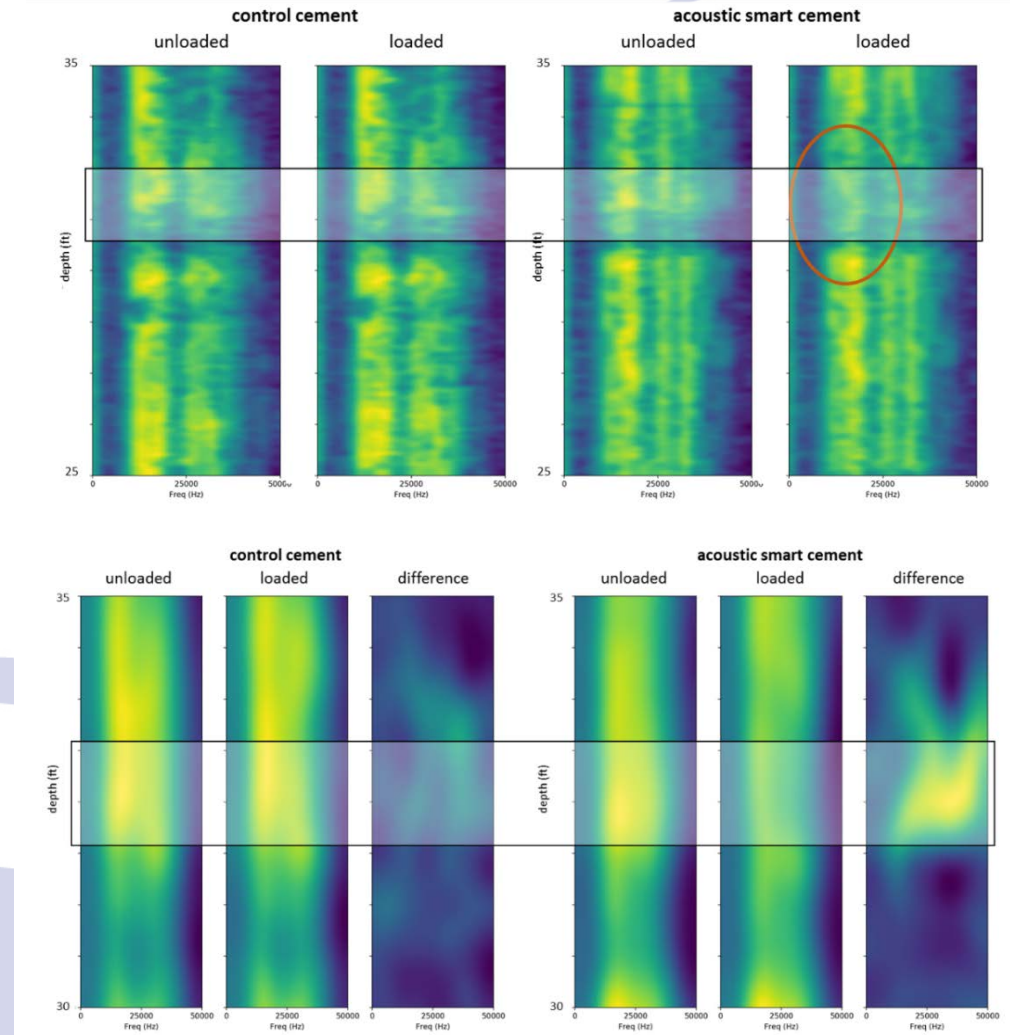 control cement
acoustic smart cement
unloaded
loaded
unloaded
loaded
35
35
depth (ft)
depth (ft)
25
25
0 25000 5000
0 25000 50000
0 25000 5000
0 25000 50000
Freq (Hz)
Freq (Hz)
Freq (Hz)
Freq (Hz)
control cement
acoustic smart cement
unloaded
loaded
difference
unloaded
loaded
difference
35
35
depth (ft)
depth (ft)
30
30
0 25000 50000
0 25000 50000
0 25000 50000
0 25000 50000
0 25000 50000
0 25000 50000
Freq (Hz)
Freq (Hz)
Freq (Hz)
Freq (Hz)
Freq (Hz)
Freq (Hz)